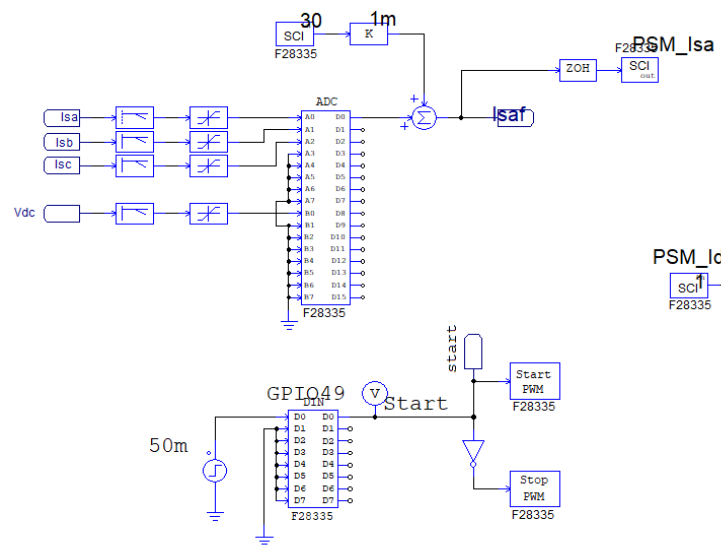 30
1m
SCI
K
F28335
PSM_Isa
F28335
ZOH
SCI
out
ADC
Isa
Isb
Isc
Vdc
A0 D0
A1 D1
A2 D2
A3 D3
A4 D4
A5 D5
A6 D6
A7 D7
B0 D8
B1 D9
B2 D10
B3 D11
B4 D12
B5 D13
B6 D14
B7 D15
F28335
+
+
Σ
Isaf
PSM_Id
SCI
1
F28335
start
GPIO49
DIN
V
Start
Start
PWM
F28335
50m
D0 D0
D1 D1
D2 D2
D3 D3
D4 D4
D5 D5
D6 D6
D7 D7
F28335
Stop
PWM
F28335